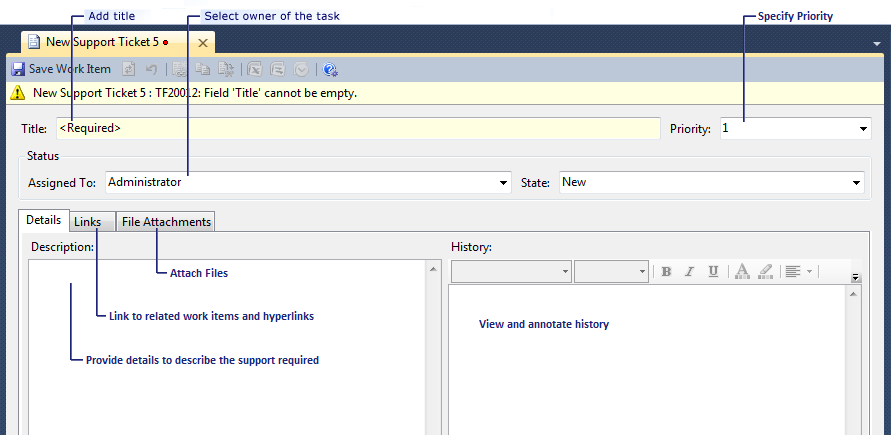 Add title Select owner of the task Specify Priority
New Support Ticket 5
Save Work Item
New Support Ticket 5 : TF20012: Field 'Title' cannot be empty.
Title: <Required> Priority: 1
Status
Assigned To: Administrator State: New
Details Links File Attachments
Description: History:
B I U A
Attach Files
Link to related work items and hyperlinks
View and annotate history
Provide details to describe the support required